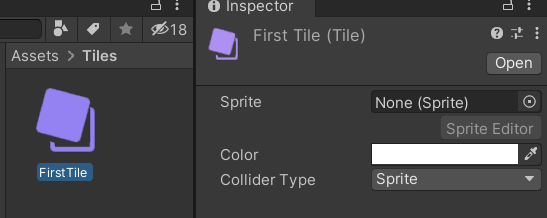 Inspector
18
Assets > Tiles
First Tile (Tile)
Open
FirstTile
Sprite
None (Sprite)
Sprite Editor
Color
Collider Type
Sprite